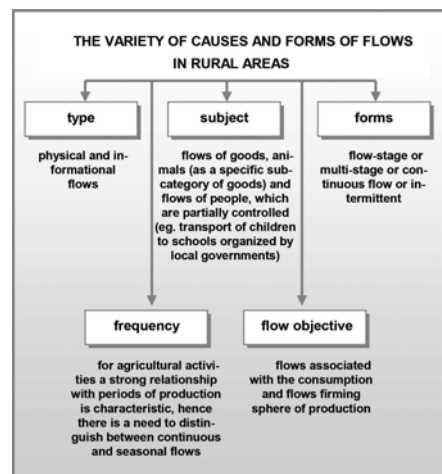 THE VARIETY OF CAUSES AND FORMS OF FLOWS
IN RURAL AREAS
type
physical and in-
formational
flows
subject
flows of goods, ani-
mals (as a specific sub-
category of goods) and
flows of people, which
are partially controlled
(eg. transport of children
to schools organized by
local governments)
forms
flow-stage or
multi-stage or con-
tinuous flow or in-
termittent
frequency
for agricultural activi-
ties a strong relationship
with periods of production
is characteristic, hence
there is a need to distin-
guish between continuous
and seasonal flows
flow objective
flows associated
with the consumption
and flows firming
sphere of production